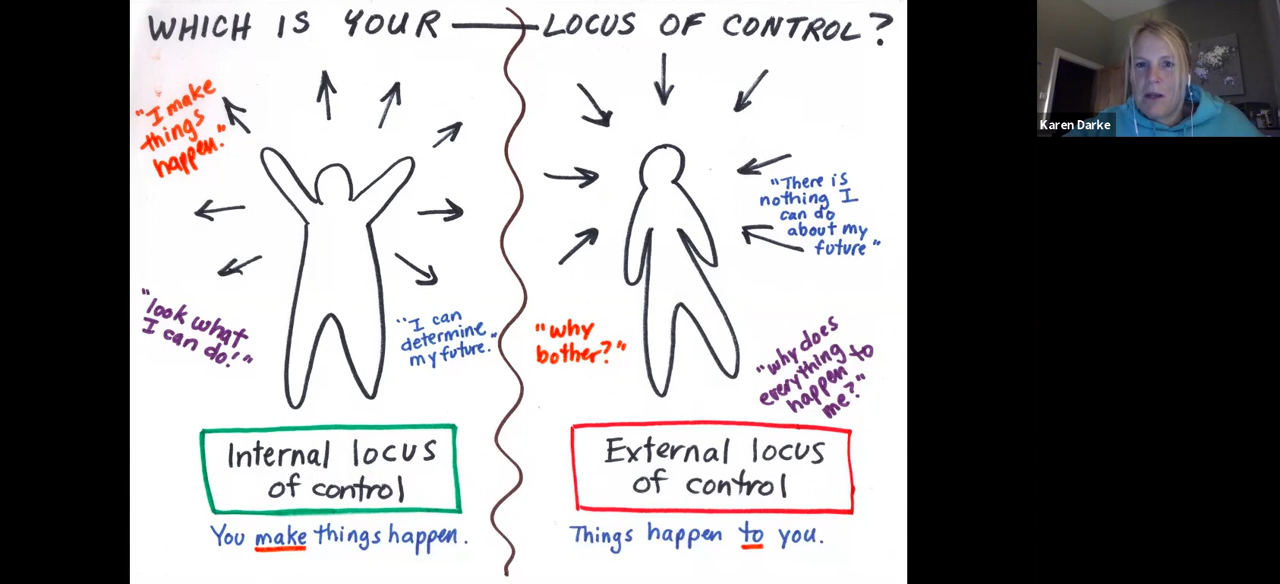 WHICH IS YOUR LOCUS OF CONTROL?
"I make
things
happen."
"look what
I can do!"
"I can
determine
my future."
Internal locus
of control
You make things happen.
"There is
nothing I
can do
about my
future"
"why
bother?"
"why does
everything
happen to
me?"
External locus
of control
Things happen to you.
Karen Darke